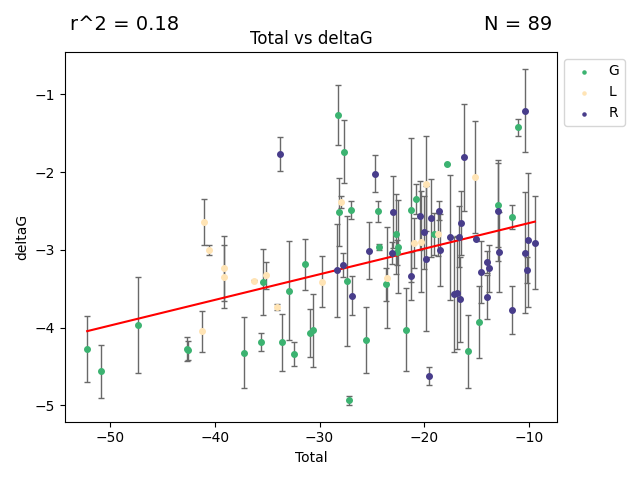 r^2 = 0.18
N = 89
Total vs deltaG
G
L
R
deltaG
−1
−2
−3
−4
−5
−50
−40
−30
−20
−10
Total